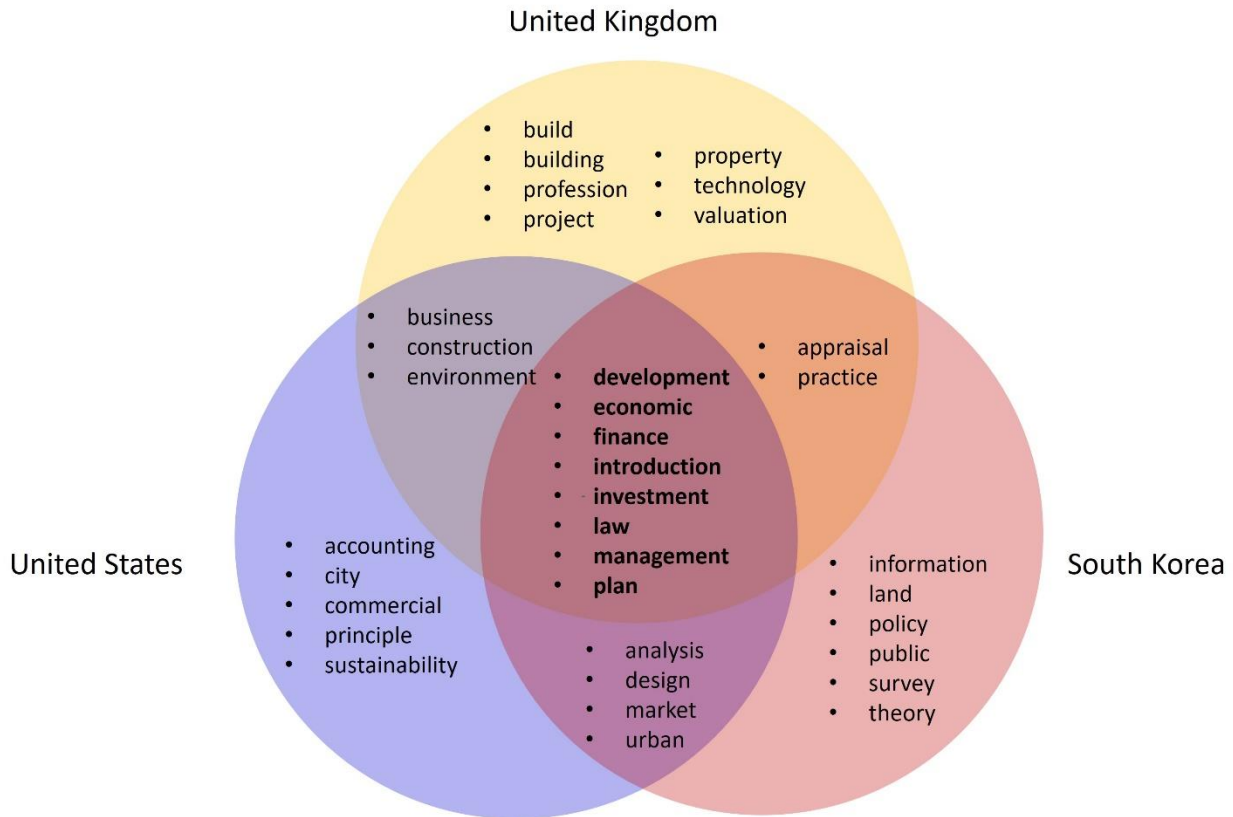 United Kingdom
• build
• building
• profession
• project
• property
• technology
• valuation
• business
• construction
• environment
• appraisal
• practice
• development
• economic
• finance
• introduction
• investment
• law
• management
• plan
United States
• accounting
• city
• commercial
• principle
• sustainability
• analysis
• design
• market
• urban
• information
• land
• policy
• public
• survey
• theory
South Korea